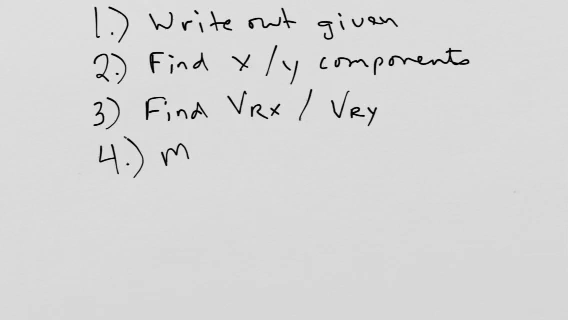 1.) Write out given
2.) Find x/y components
3) Find VRx / VRy
4.) m